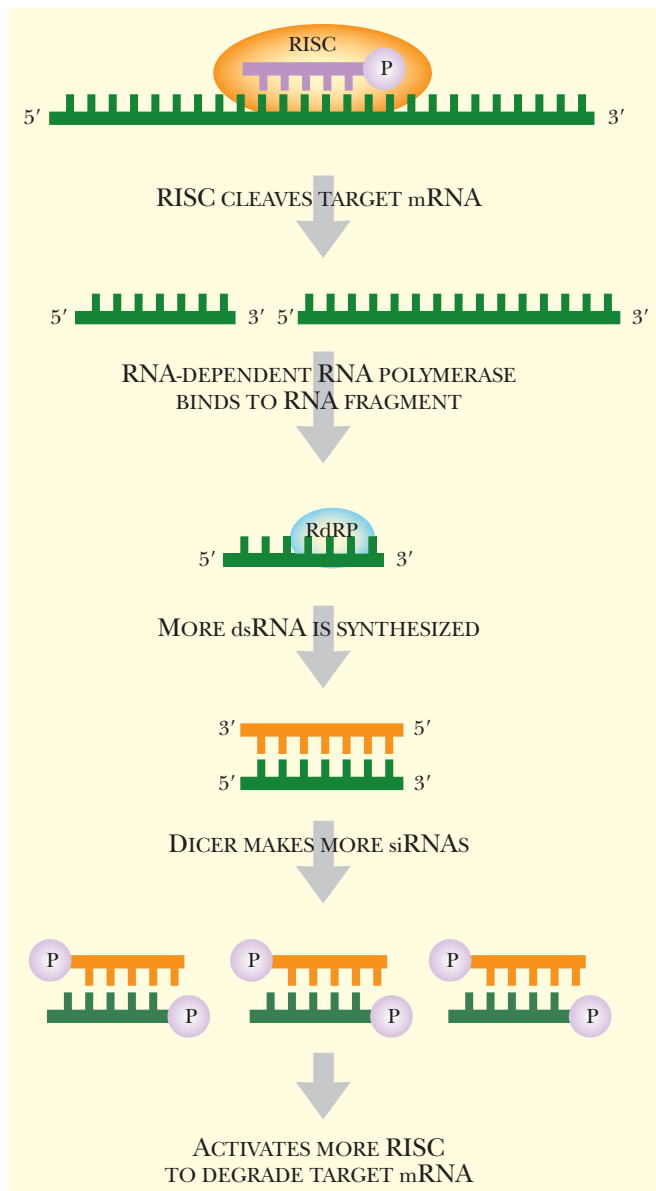 RISC
P
5′ 3′
RISC CLEAVES TARGET mRNA
5′ 3′ 5′ 3′
RNA-DEPENDENT RNA POLYMERASE
BINDS TO RNA FRAGMENT
RdRP
5′ 3′
MORE dsRNA IS SYNTHESIZED
3′ 5′
5′ 3′
DICER MAKES MORE siRNAS
P P P
P P P
ACTIVATES MORE RISC
TO DEGRADE TARGET mRNA